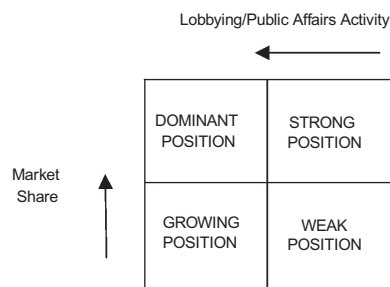 Lobbying/Public Affairs Activity
DOMINANT
POSITION
STRONG
POSITION
Market
Share
GROWING
POSITION
WEAK
POSITION